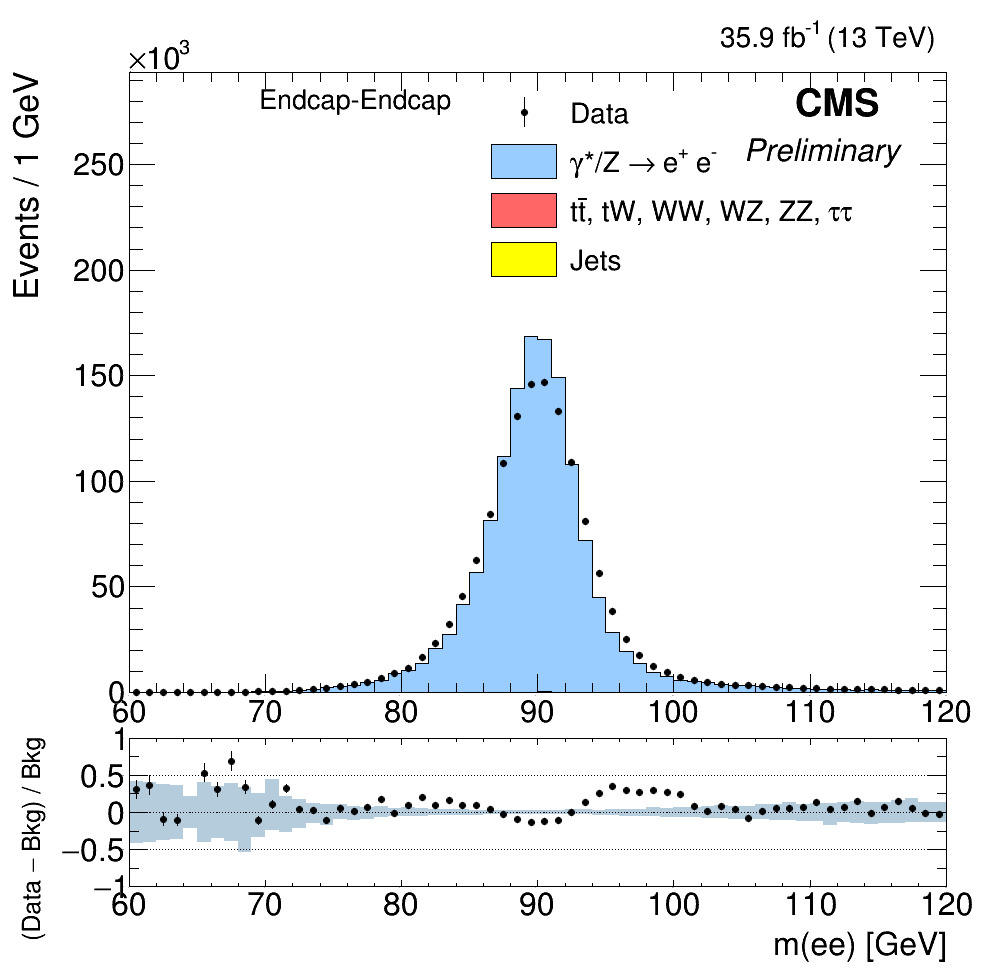 35.9 fb⁻¹ (13 TeV)
×10³
Events / 1 GeV
Endcap-Endcap
CMS
Preliminary
Data
γ*/Z → e⁺ e⁻
tt̄, tW, WW, WZ, ZZ, ττ
Jets
250
200
150
100
50
0
60 70 80 90 100 110 120
(Data − Bkg) / Bkg
1
0.5
0
−0.5
−1
60 70 80 90 100 110 120
m(ee) [GeV]